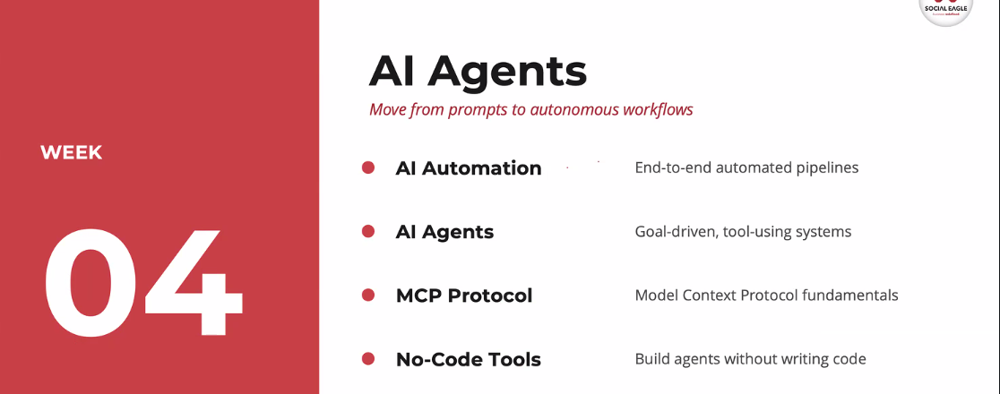 SOCIAL EAGLE
business redefined.
AI Agents
Move from prompts to autonomous workflows
WEEK
04
AI Automation End-to-end automated pipelines
AI Agents Goal-driven, tool-using systems
MCP Protocol Model Context Protocol fundamentals
No-Code Tools Build agents without writing code